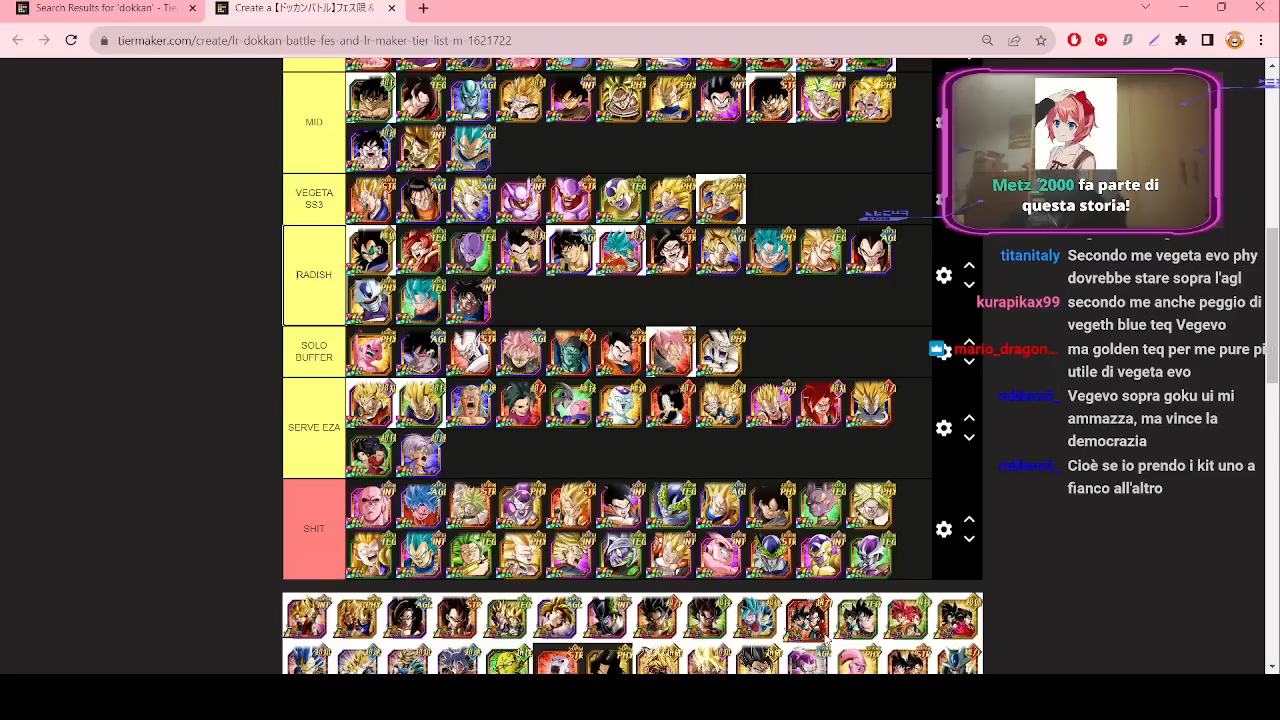 Search Results for 'dokkan' - Tie
Create a 【ドッカンバトル】フェス限 &
tiermaker.com/create/lr-dokkan-battle-fes-and-lr-maker-tier-list-m-1621722
MID
VEGETA
SS3
RADISH
SOLO
BUFFER
SERVE EZA
SHIT
Metz_2000 fa parte di
questa storia!
titanitaly Secondo me vegeta evo phy
dovrebbe stare sopra l'agl
kurapikax99 secondo me anche peggio di
vegeth blue teq Vegevo
mario_dragon... ma golden teq per me pure più
utile di vegeta evo
Vegevo sopra goku ui mi
ammazza, ma vince la
democrazia
Cioè se io prendo i kit uno a
fianco all'altro